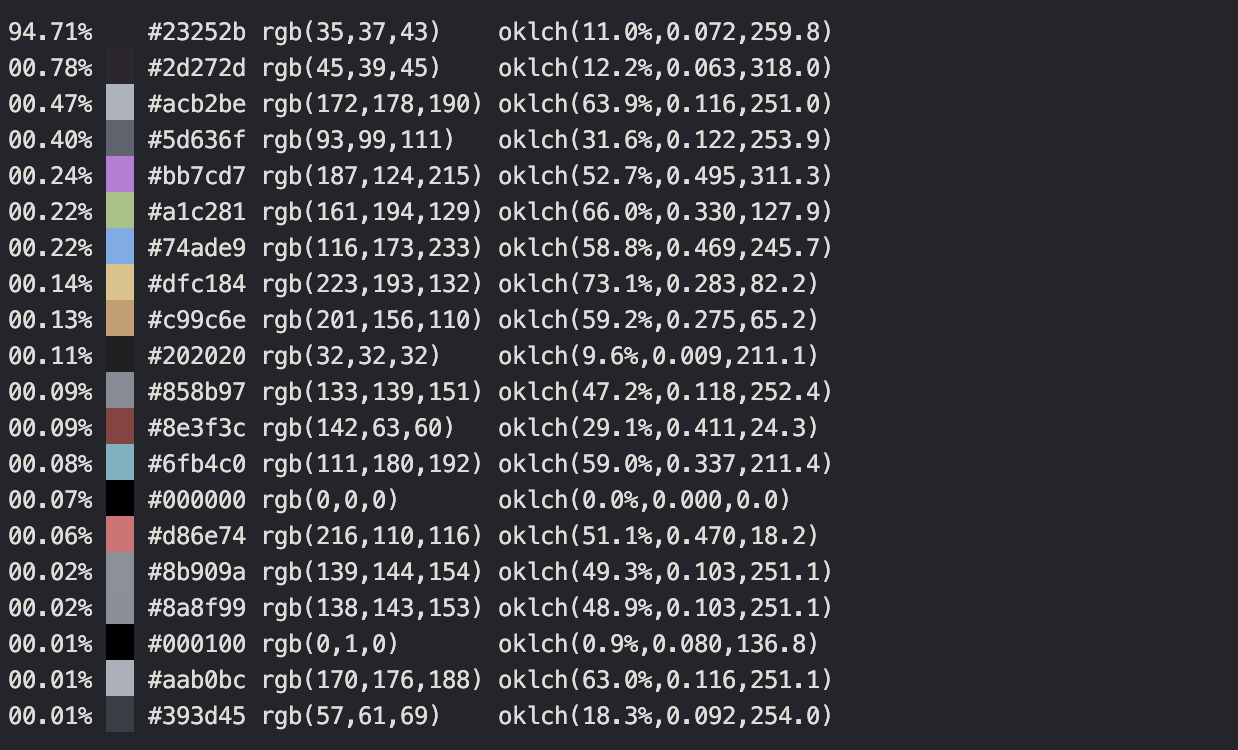 94.71% #23252b rgb(35,37,43) oklch(11.0%,0.072,259.8)
00.78% #2d272d rgb(45,39,45) oklch(12.2%,0.063,318.0)
00.47% #acb2be rgb(172,178,190) oklch(63.9%,0.116,251.0)
00.40% #5d636f rgb(93,99,111) oklch(31.6%,0.122,253.9)
00.24% #bb7cd7 rgb(187,124,215) oklch(52.7%,0.495,311.3)
00.22% #a1c281 rgb(161,194,129) oklch(66.0%,0.330,127.9)
00.22% #74ade9 rgb(116,173,233) oklch(58.8%,0.469,245.7)
00.14% #dfc184 rgb(223,193,132) oklch(73.1%,0.283,82.2)
00.13% #c99c6e rgb(201,156,110) oklch(59.2%,0.275,65.2)
00.11% #202020 rgb(32,32,32) oklch(9.6%,0.009,211.1)
00.09% #858b97 rgb(133,139,151) oklch(47.2%,0.118,252.4)
00.09% #8e3f3c rgb(142,63,60) oklch(29.1%,0.411,24.3)
00.08% #6fb4c0 rgb(111,180,192) oklch(59.0%,0.337,211.4)
00.07% #000000 rgb(0,0,0) oklch(0.0%,0.000,0.0)
00.06% #d86e74 rgb(216,110,116) oklch(51.1%,0.470,18.2)
00.02% #8b909a rgb(139,144,154) oklch(49.3%,0.103,251.1)
00.02% #8a8f99 rgb(138,143,153) oklch(48.9%,0.103,251.1)
00.01% #000100 rgb(0,1,0) oklch(0.9%,0.080,136.8)
00.01% #aab0bc rgb(170,176,188) oklch(63.0%,0.116,251.1)
00.01% #393d45 rgb(57,61,69) oklch(18.3%,0.092,254.0)